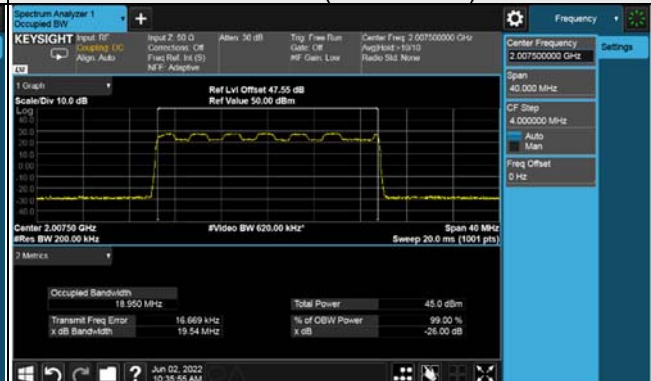 Spectrum Analyzer 1
Occupied BW
Frequency
KEYSIGHT
Input: RF
Coupling: DC
Align: Auto
Input Z: 50 Ω
Corrections: Off
Freq Ref: Int (S)
NFE: Adaptive
Atten: 30 dB
Trig: Free Run
Gate: Off
#IF Gain: Low
Center Freq: 2.007500000 GHz
Avg|Hold:>10/10
Radio Std: None
LXI
Center Frequency
2.007500000 GHz
Settings
Span
40.000 MHz
CF Step
4.000000 MHz
Auto
Man
Freq Offset
0 Hz
1 Graph
Scale/Div 10.0 dB
Ref Lvl Offset 47.55 dB
Ref Value 50.00 dBm
Log
40.0
30.0
20.0
10.0
0.00
-10.0
-20.0
-30.0
-40.0
Center 2.00750 GHz
#Res BW 200.00 kHz
#Video BW 620.00 kHz*
Span 40 MHz
Sweep 20.0 ms (1001 pts)
2 Metrics
Occupied Bandwidth
18.950 MHz
Total Power 45.0 dBm
Transmit Freq Error 16.669 kHz
% of OBW Power 99.00 %
x dB Bandwidth 19.54 MHz
x dB -26.00 dB
Jun 02, 2022
10:35:55 AM